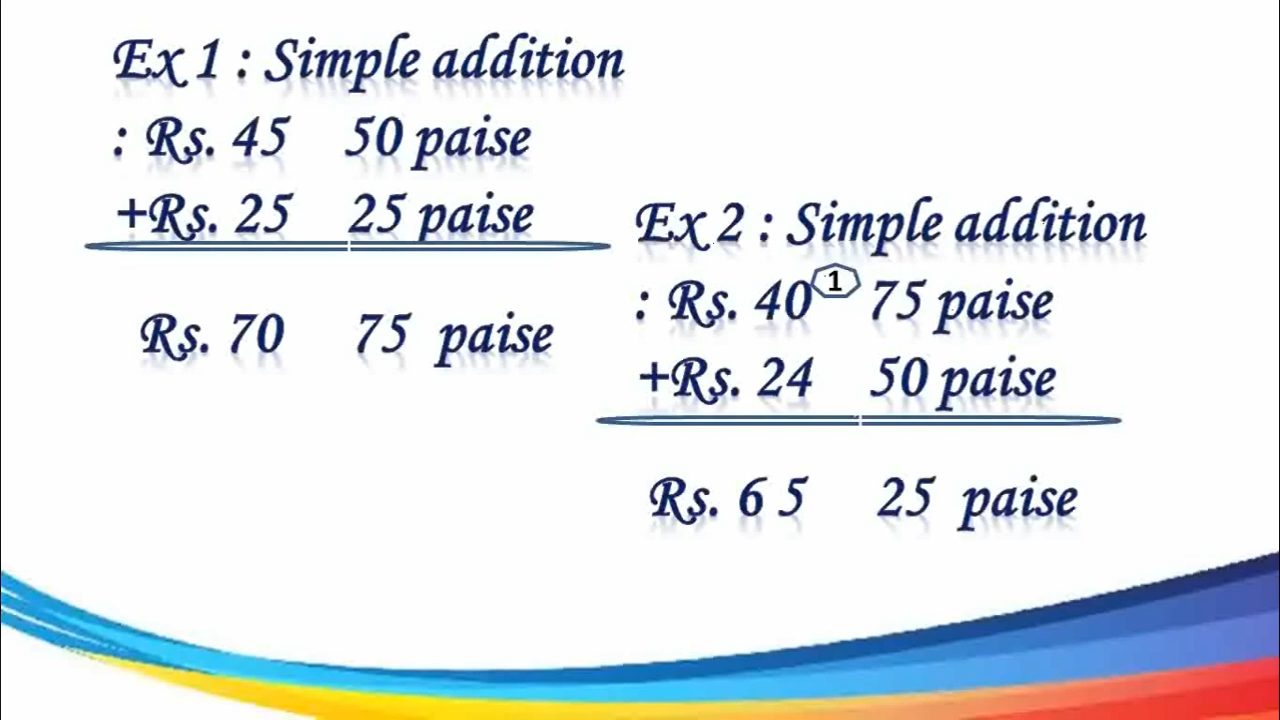 Ex 1 : Simple addition
: Rs. 45 50 paise
+Rs. 25 25 paise
Rs. 70 75 paise
Ex 2 : Simple addition
: Rs. 40 1 75 paise
+Rs. 24 50 paise
Rs. 6 5 25 paise